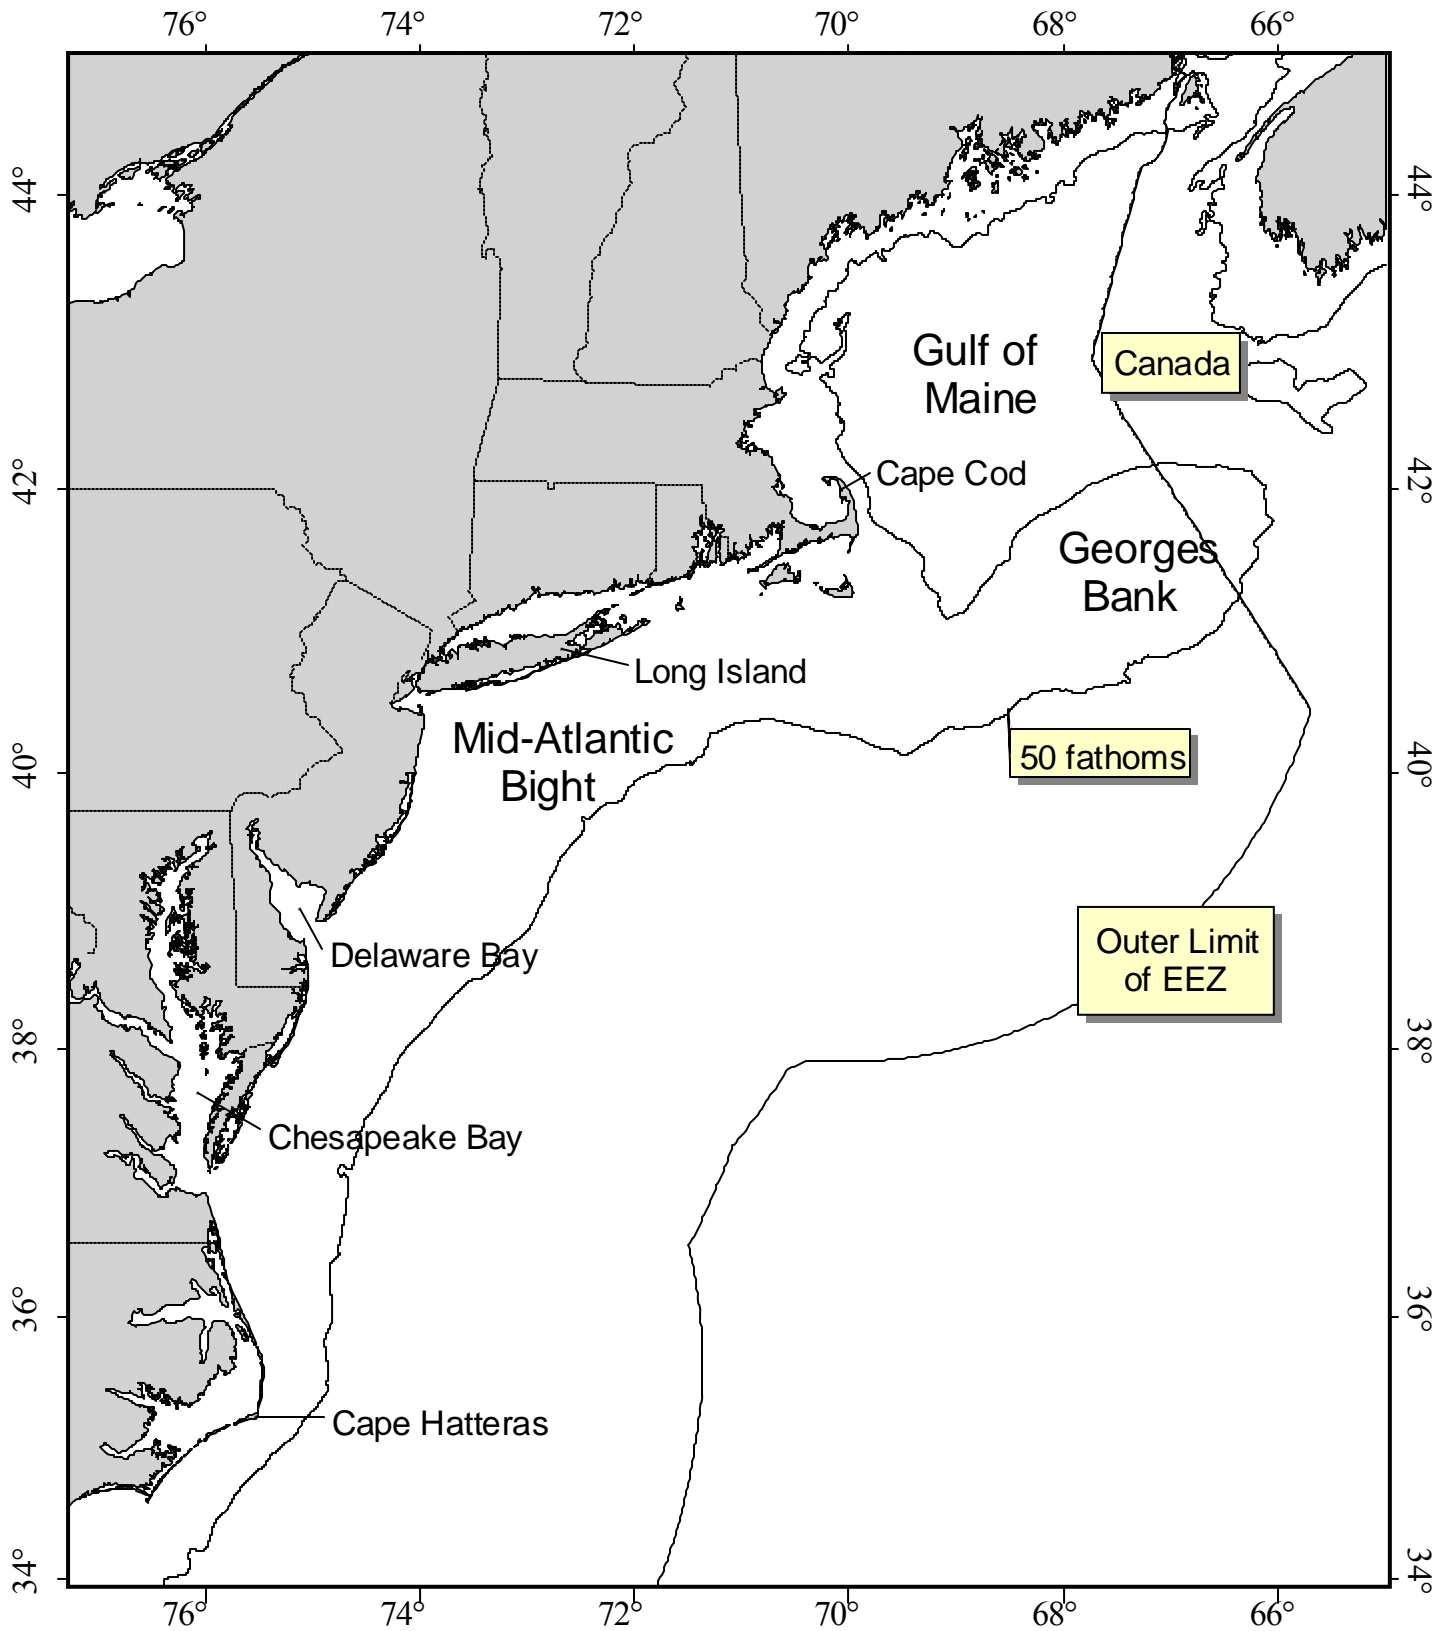 76° 74° 72° 70° 68° 66°
44° 44°
Gulf of
Maine
Canada
42° 42°
Cape Cod
Georges
Bank
Long Island
Mid-Atlantic
Bight
50 fathoms
40° 40°
Outer Limit
of EEZ
Delaware Bay
38° 38°
Chesapeake Bay
36° 36°
Cape Hatteras
34° 34°
76° 74° 72° 70° 68° 66°